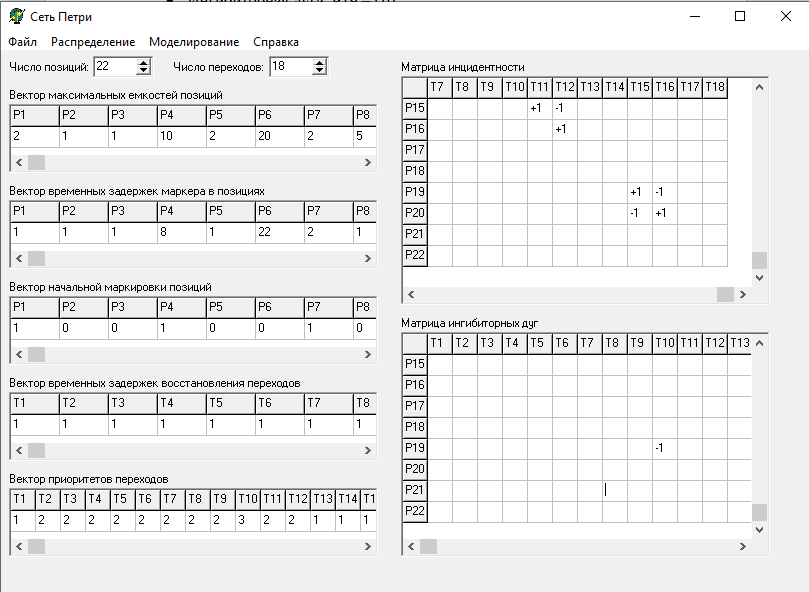 Сеть Петри
Файл Распределение Моделирование Справка
Число позиций: 22 Число переходов: 18
Вектор максимальных емкостей позиций
P1 P2 P3 P4 P5 P6 P7 P8
2 1 1 10 2 20 2 5
Вектор временных задержек маркера в позициях
P1 P2 P3 P4 P5 P6 P7 P8
1 1 1 8 1 22 2 1
Вектор начальной маркировки позиций
P1 P2 P3 P4 P5 P6 P7 P8
1 0 0 1 0 0 1 0
Вектор временных задержек восстановления переходов
T1 T2 T3 T4 T5 T6 T7 T8
1 1 1 1 1 1 1 1
Вектор приоритетов переходов
T1 T2 T3 T4 T5 T6 T7 T8 T9 T10 T11 T12 T13 T14 T1
1 2 2 2 2 2 2 2 2 3 2 2 1 1 1
Матрица инцидентности
T7 T8 T9 T10 T11 T12 T13 T14 T15 T16 T17 T18
P15 +1 -1
P16 +1
P17
P18
P19 +1 -1
P20 -1 +1
P21
P22
Матрица ингибиторных дуг
T1 T2 T3 T4 T5 T6 T7 T8 T9 T10 T11 T12 T13
P15
P16
P17
P18
P19 -1
P20
P21
P22